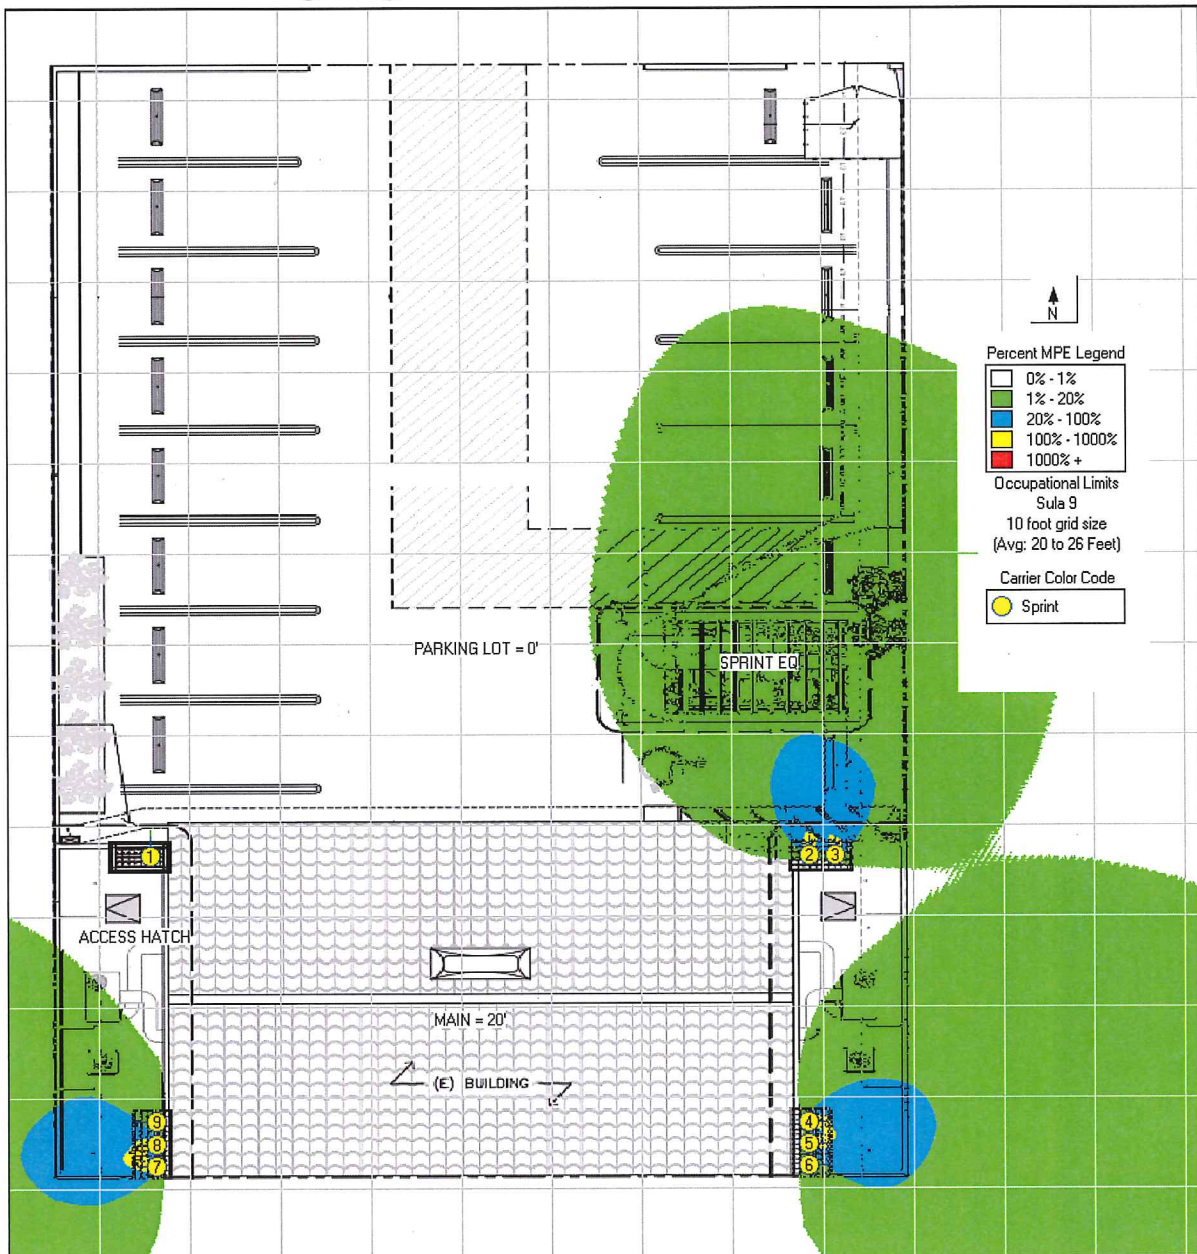 N
Percent MPE Legend
0% - 1%
1% - 20%
20% - 100%
100% - 1000%
1000% +
Occupational Limits
Sula 9
10 foot grid size
(Avg: 20 to 26 Feet)
Carrier Color Code
Sprint
PARKING LOT = 0'
SPRINT EQ
1
2 3
ACCESS HATCH
MAIN = 20'
(E) BUILDING
9
8
7
4
5
6